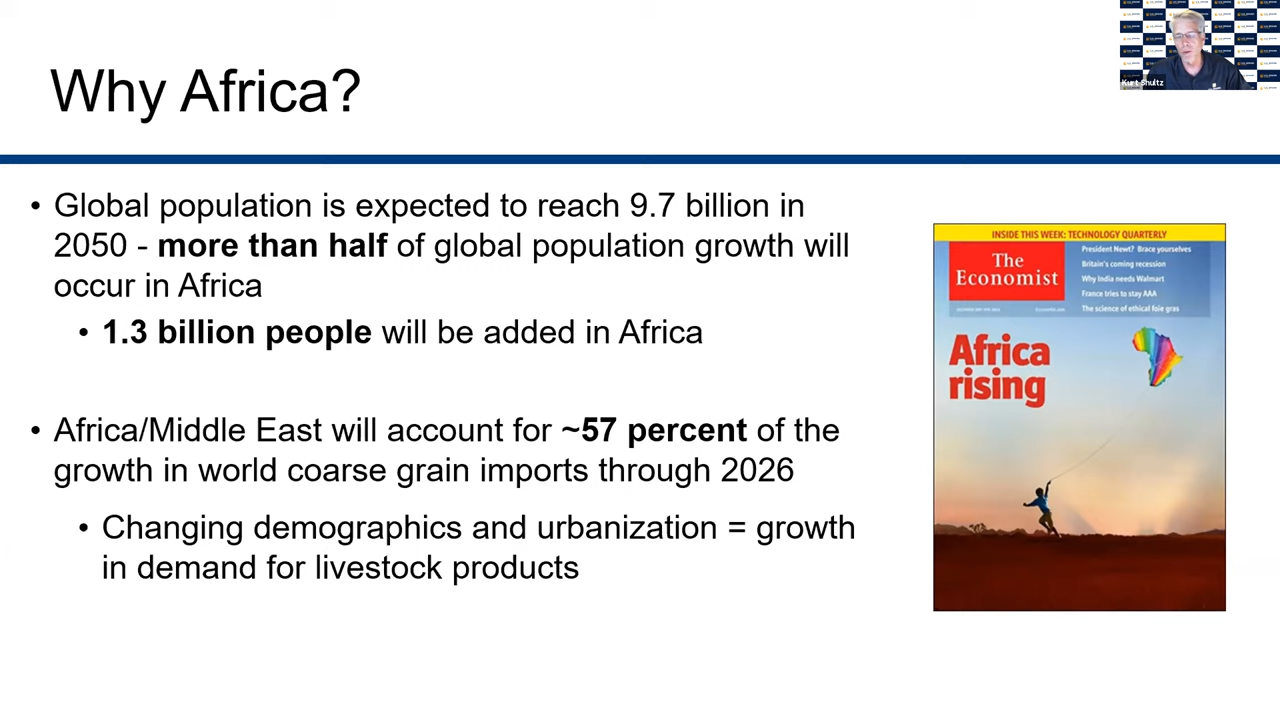 Why Africa?
Kurt Shultz
• Global population is expected to reach 9.7 billion in
2050 - more than half of global population growth will
occur in Africa
• 1.3 billion people will be added in Africa
• Africa/Middle East will account for ~57 percent of the
growth in world coarse grain imports through 2026
• Changing demographics and urbanization = growth
in demand for livestock products
INSIDE THIS WEEK: TECHNOLOGY QUARTERLY
The
Economist
President Newt? Brace yourselves
Britain's coming recession
Why India needs Walmart
France tries to stay AAA
The science of ethical foie gras
Africa
rising